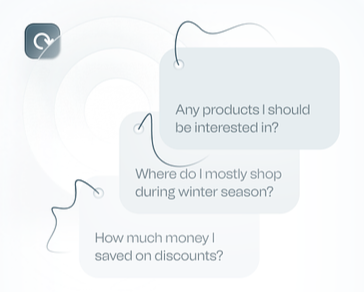 Any products I should
be interested in?
Where do I mostly shop
during winter season?
How much money I
saved on discounts?